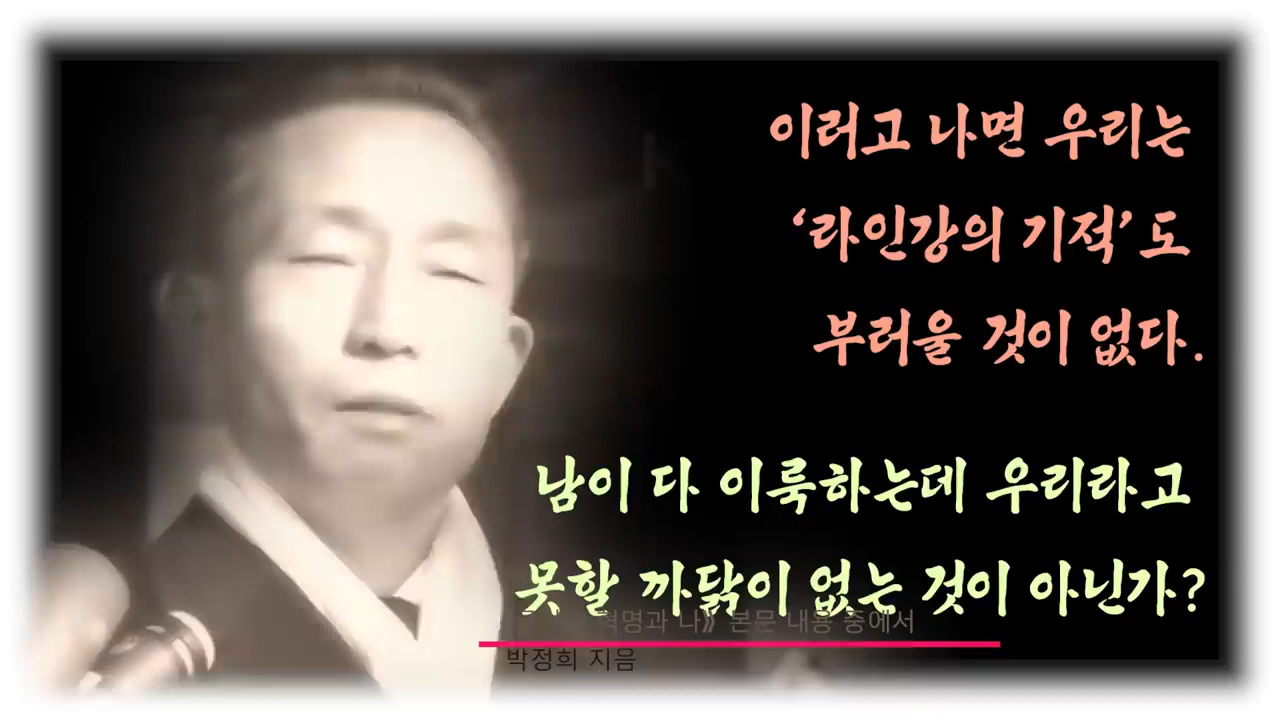 이러고 나면 우리는
‘라인강의 기적’도
부러울 것이 없다.
남이 다 이룩하는데 우리라고
못할 까닭이 없는 것이 아닌가?
나》 본문 내용 중에서
박정희 지음